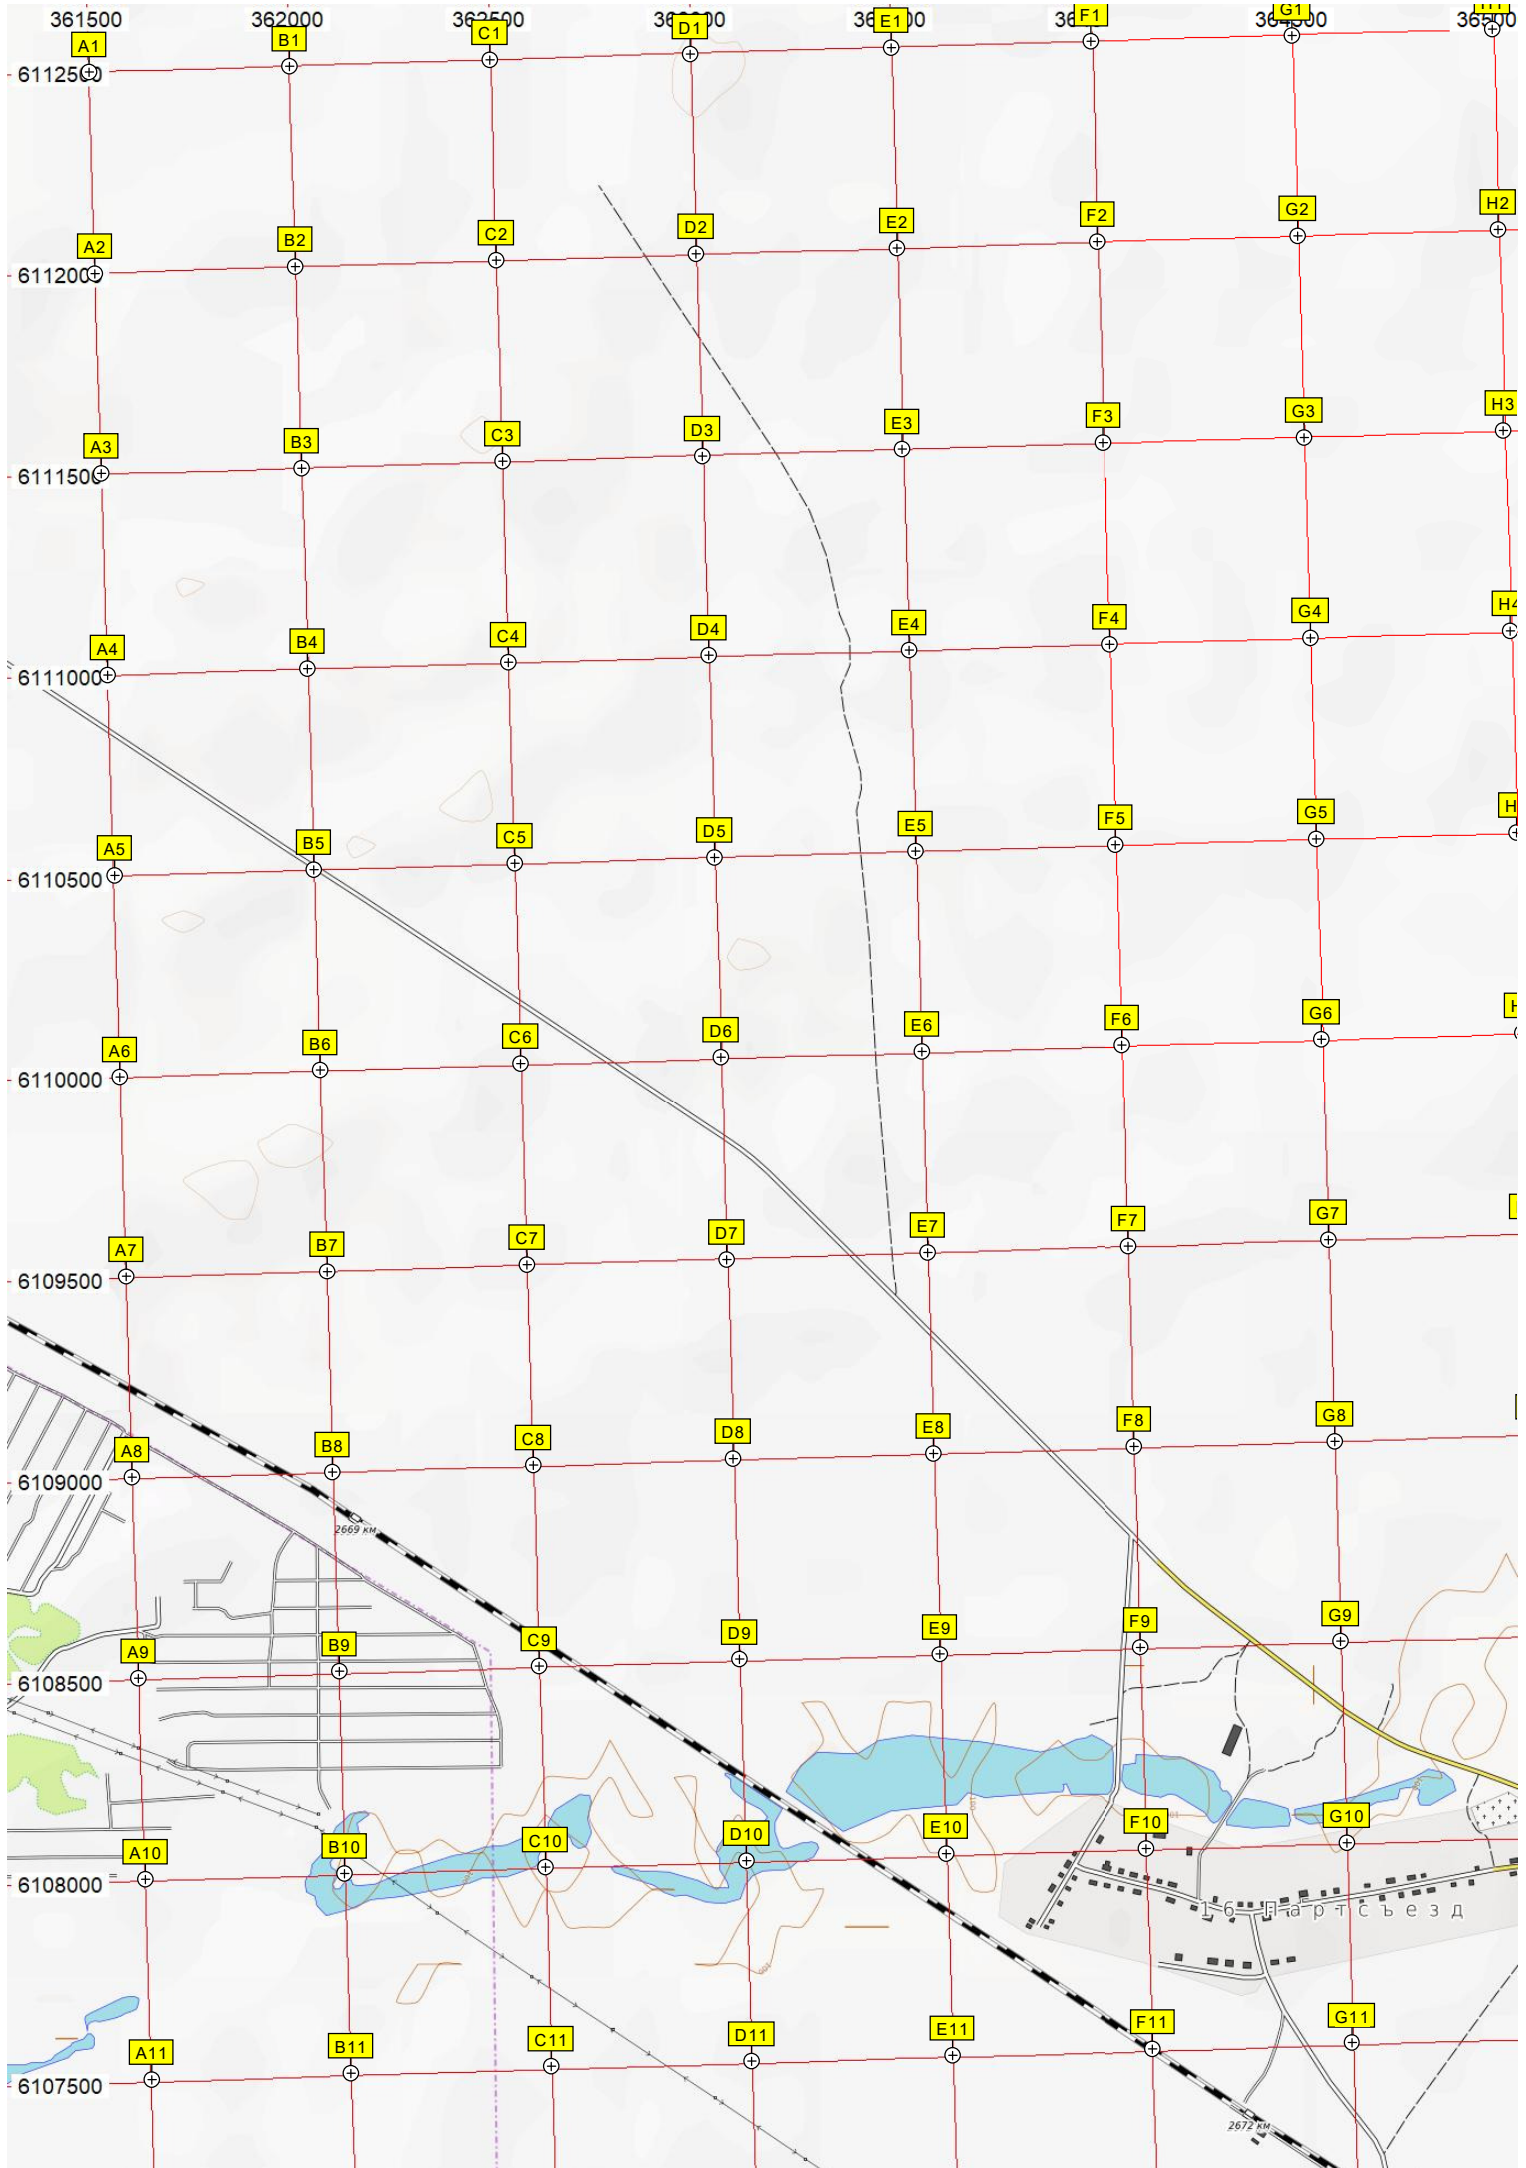 361500 362000 362500
A1 B1 C1 D1 E1 F1 G1
6112500
A2 B2 C2 D2 E2 F2 G2 H2
6112000
A3 B3 C3 D3 E3 F3 G3 H3
6111500
A4 B4 C4 D4 E4 F4 G4 H4
6111000
A5 B5 C5 D5 E5 F5 G5
6110500
A6 B6 C6 D6 E6 F6 G6
6110000
A7 B7 C7 D7 E7 F7 G7
6109500
A8 B8 C8 D8 E8 F8 G8
6109000
2669 км
A9 B9 C9 D9 E9 F9 G9
6108500
A10 B10 C10 D10 E10 F10 G10
6108000
16 Партсъезд
A11 B11 C11 D11 E11 F11 G11
6107500
2672 км